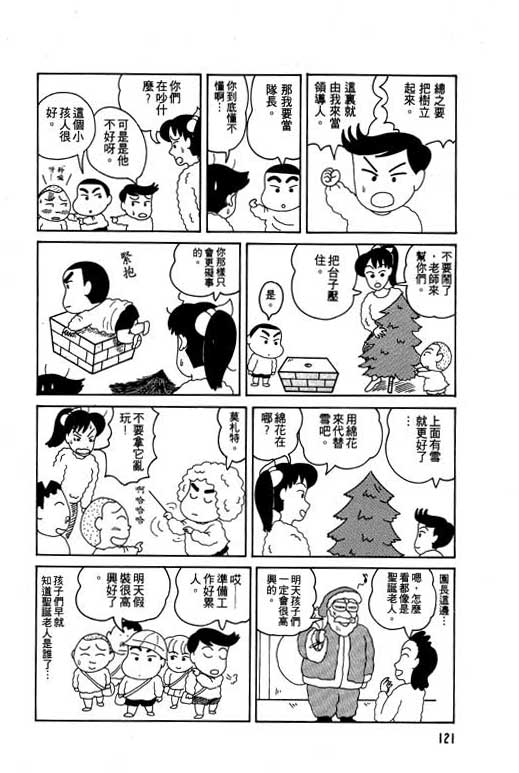 總之要
把樹立
起來。
這裏就
由我來當
領導人。
那我要當
隊長。
你到底懂不
懂啊…
你們
在吵什
麼?
可是是他
不好呀。
這個小
孩人很
好。
不要鬧了
，老師來
幫你們。
把台子壓
住。
是。
你那樣只
會更礙事
的。
緊抱
上面有雪
就更好了
…
用綿花
來代替
雪吧。
綿花在
哪?
莫札特。
不要拿它亂
玩!
啊哈哈
團長這邊…
嗯，怎麼
看都像是
聖誕老人
明天孩子們
一定會很高
興的。
哎——
準備工
作好累
人。
明天假
裝很高
興好了
。
孩子們早就
知道聖誕老人是誰了…
121